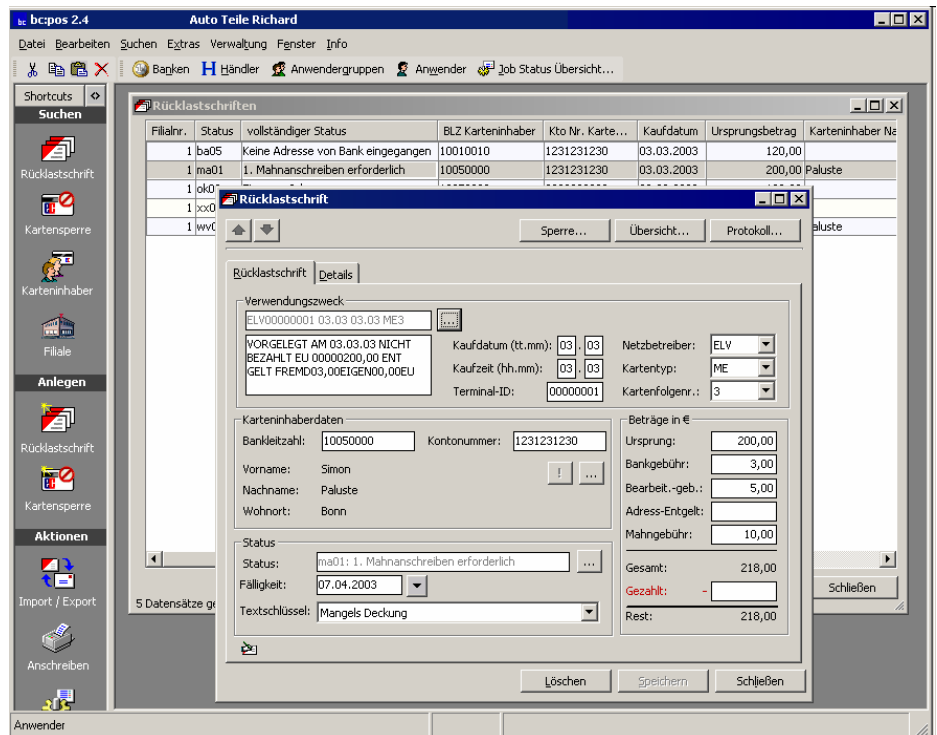 bc bc:pos 2.4 Auto Teile Richard
Datei Bearbeiten Suchen Extras Verwaltung Fenster Info
Banken H Händler Anwendergruppen Anwender Job Status Übersicht...
Shortcuts
Suchen
Rücklastschrift
Kartensperre
Karteninhaber
Filiale
Anlegen
Rücklastschrift
Kartensperre
Aktionen
Import / Export
Anschreiben
Rücklastschriften
Filialnr. Status vollständiger Status BLZ Karteninhaber Kto Nr. Karte... Kaufdatum Ursprungsbetrag Karteninhaber Na
1 ba05 Keine Adresse von Bank eingegangen 10010010 1231231230 03.03.2003 120,00
1 ma01 1. Mahnanschreiben erforderlich 10050000 1231231230 03.03.2003 200,00 Paluste
1
1
1 aluste
5 Datensätze ge
Schließen
Rücklastschrift
Sperre... Übersicht... Protokoll...
Rücklastschrift Details
Verwendungszweck
ELV00000001 03.03 03.03 ME3 ...
VORGELEGT AM 03.03.03 NICHT
BEZAHLT EU 00000200,00 ENT
GELT FREMD03,00EIGEN00,00EU
Kaufdatum (tt.mm): 03 . 03
Kaufzeit (hh.mm): 03 . 03
Terminal-ID: 00000001
Netzbetreiber: ELV
Kartentyp: ME
Kartenfolgenr.: 3
Karteninhaberdaten
Bankleitzahl: 10050000 Kontonummer: 1231231230
Vorname: Simon ! ...
Nachname: Paluste
Wohnort: Bonn
Status
Status: ma01: 1. Mahnanschreiben erforderlich ...
Fälligkeit: 07.04.2003
Textschlüssel: Mangels Deckung
Beträge in €
Ursprung: 200,00
Bankgebühr: 3,00
Bearbeit.-geb.: 5,00
Adress-Entgelt:
Mahngebühr: 10,00
Gesamt: 218,00
Gezahlt: -
Rest: 218,00
Löschen Speichern Schließen
Anwender